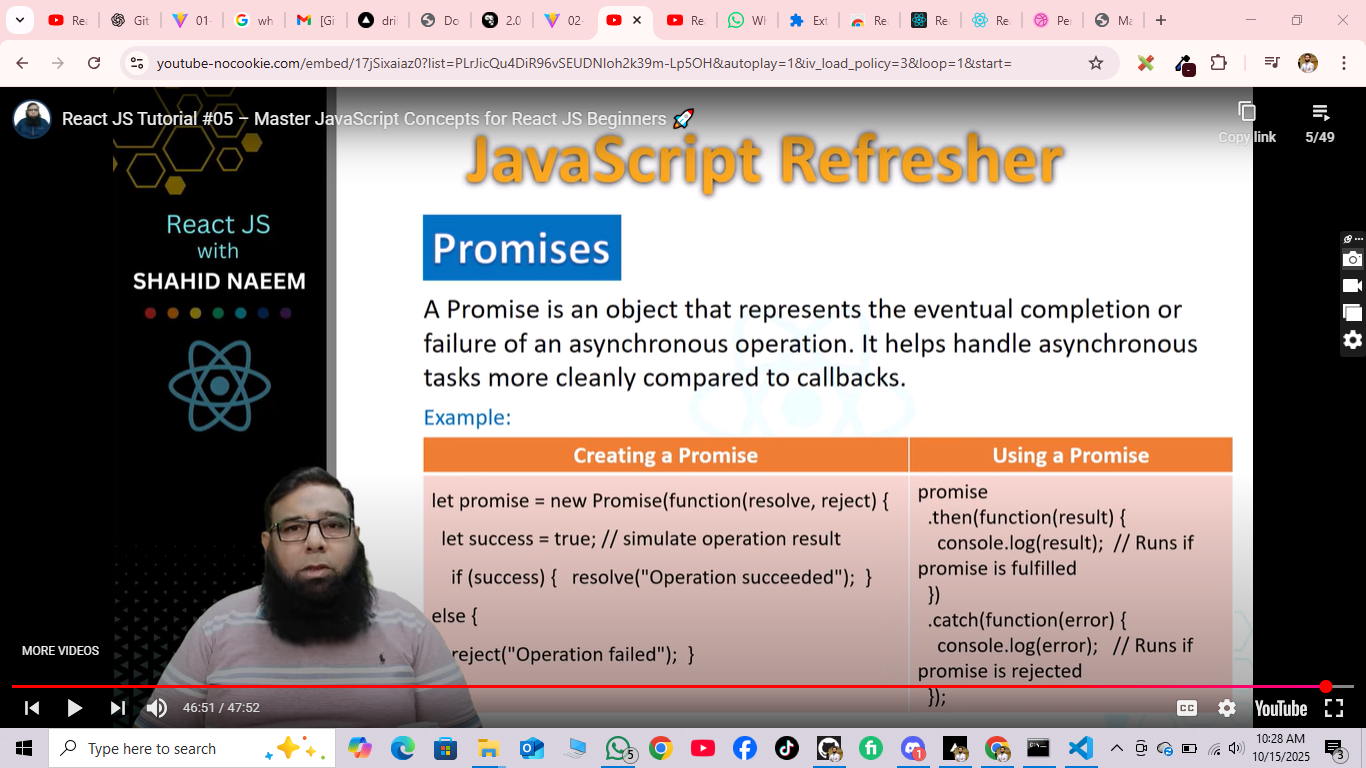 Re
Git
01-
wh
[Gi
dri
Do
2.0
02-
Re
Wh
Ext
Re
Re
Re
Pe
Ma
youtube-nocookie.com/embed/17jSixaiaz0?list=PLrJicQu4DiR96vSEUDNIoh2k39m-Lp5OH&autoplay=1&iv_load_policy=3&loop=1&start=
React JS Tutorial #05 – Master JavaScript Concepts for React JS Beginners 🚀
Copy link
5/49
JavaScript Refresher
React JS
with
SHAHID NAEEM
Promises
A Promise is an object that represents the eventual completion or
failure of an asynchronous operation. It helps handle asynchronous
tasks more cleanly compared to callbacks.
Example:
Creating a Promise
let promise = new Promise(function(resolve, reject) {
let success = true; // simulate operation result
if (success) { resolve("Operation succeeded"); }
else {
reject("Operation failed"); }
Using a Promise
promise
.then(function(result) {
console.log(result); // Runs if
promise is fulfilled
})
.catch(function(error) {
console.log(error); // Runs if
promise is rejected
});
MORE VIDEOS
46:51 / 47:52
CC
YouTube
Type here to search
5
1
10:28 AM
10/15/2025
3